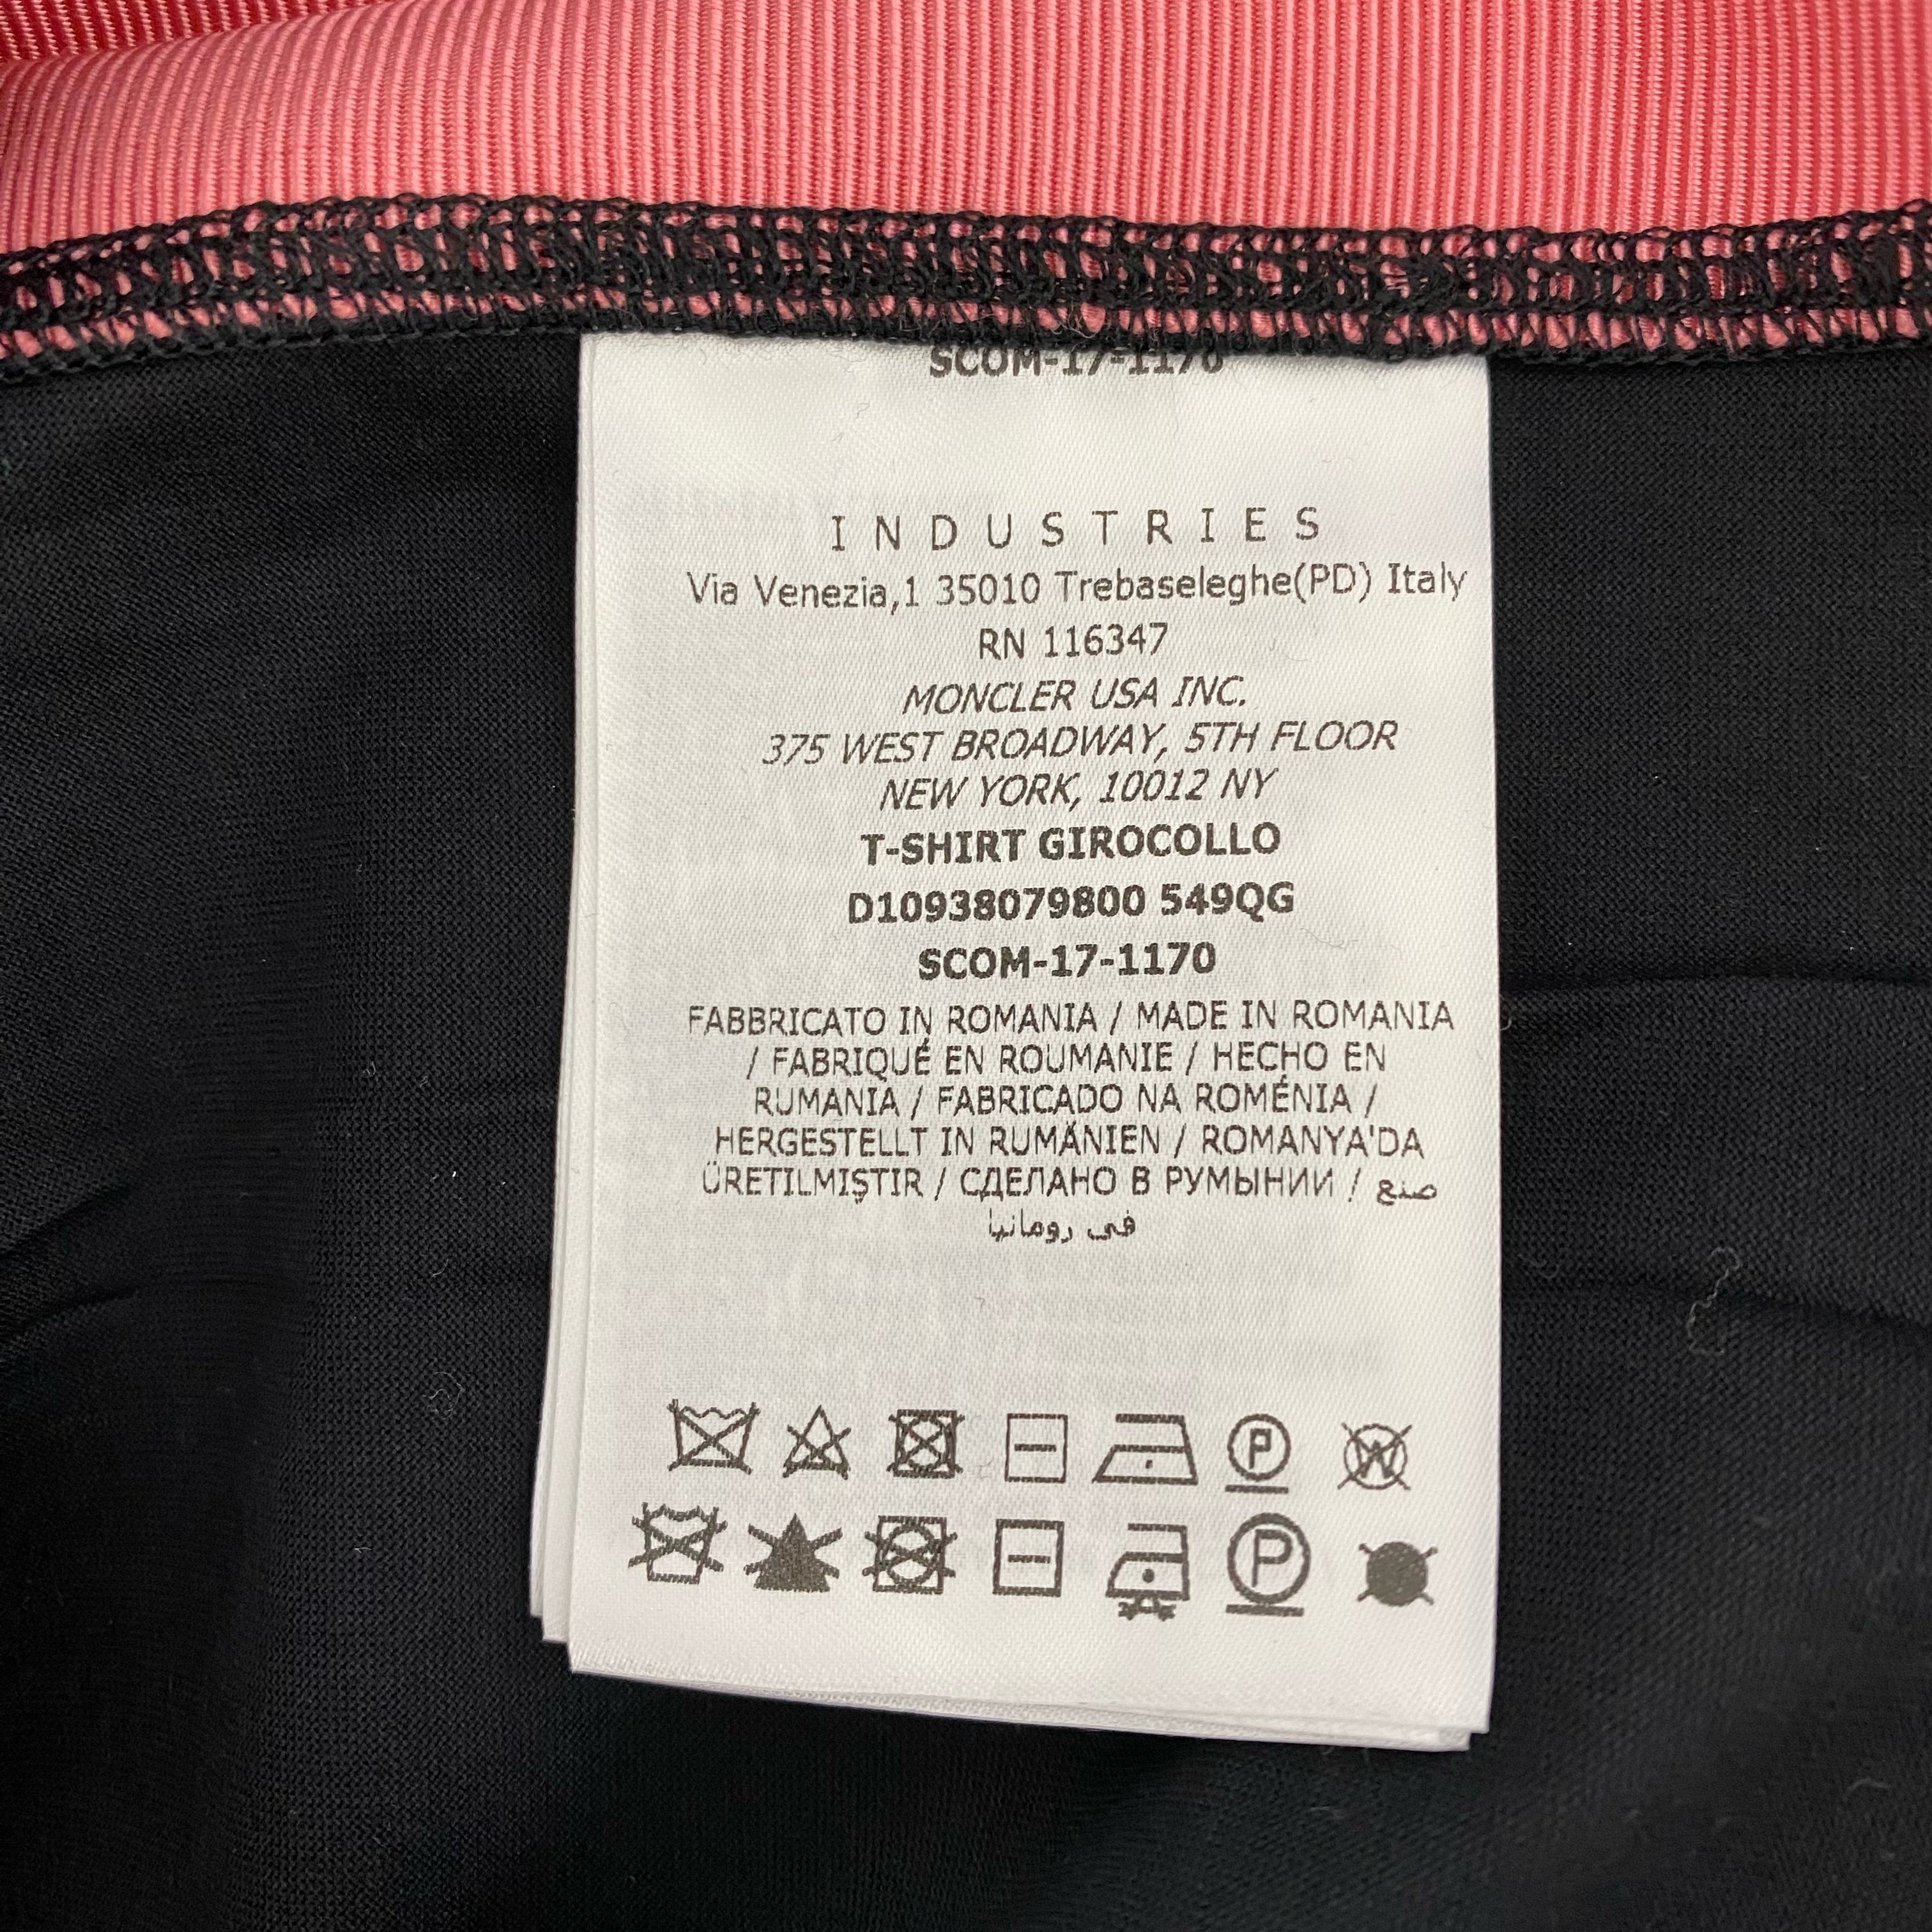 SCOM-17-1170
INDUSTRIES
Via Venezia,1 35010 Trebaseleghe(PD) Italy
RN 116347
MONCLER USA INC.
375 WEST BROADWAY, 5TH FLOOR
NEW YORK, 10012 NY
T-SHIRT GIROCOLLO
D10938079800 549QG
SCOM-17-1170
FABBRICATO IN ROMANIA / MADE IN ROMANIA
/ FABRIQUÉ EN ROUMANIE / HECHO EN
RUMANIA / FABRICADO NA ROMÉNIA /
HERGESTELLT IN RUMÄNIEN / ROMANYA'DA
ÜRETILMIŞTIR / СДЕЛАНО В РУМЫНИИ / صنع
في رومانيا
P W
P